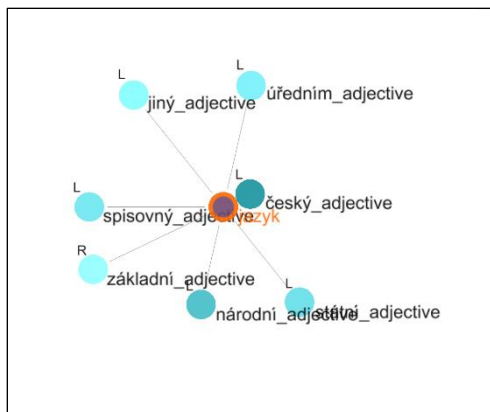 L
L
jiný_adjective
úředním_adjective
L
L
český_adjective
spisovný_adjective
jazyk
R
základní_adjective
L
L
národní_adjective
státní_adjective